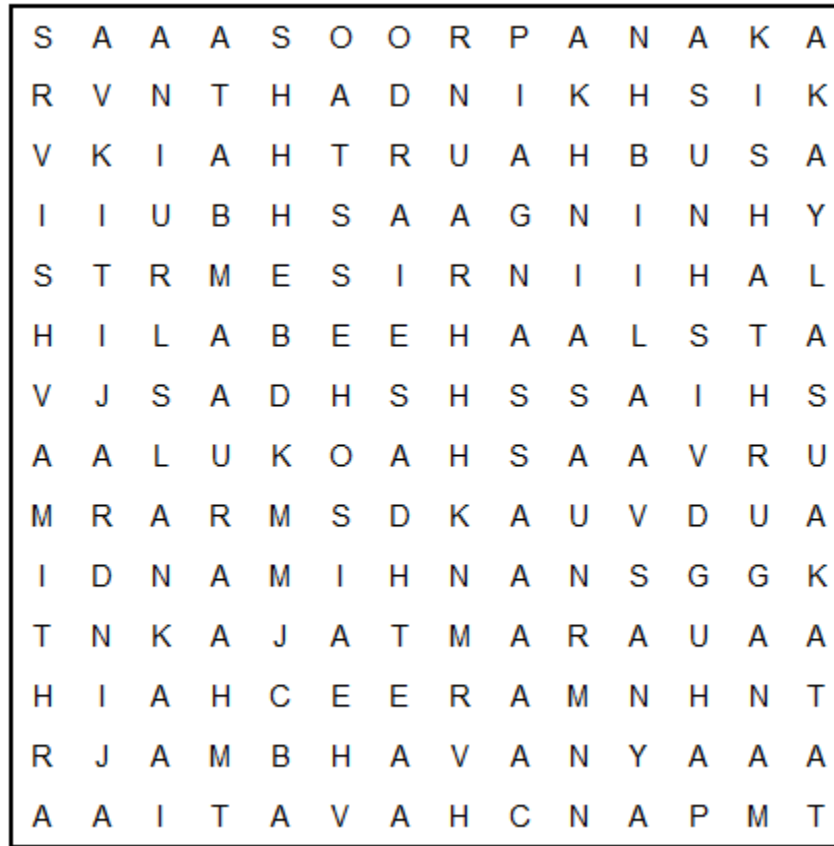 S A A A S O O R P A N A K A
R V N T H A D N I K H S I K
V K I A H T R U A H B U S A
I I U B H S A A G N I N H Y
S T R M E S I R N I I H A L
H I L A B E E H A A L S T A
V J S A D H S H S S A I H S
A A L U K O A H S A A V R U
M R A R M S D K A U V D U A
I D N A M I H N A N S G G K
T N K A J A T M A R A U A A
H I A H C E E R A M N H N T
R J A M B H A V A N Y A A A
A A I T A V A H C N A P M T